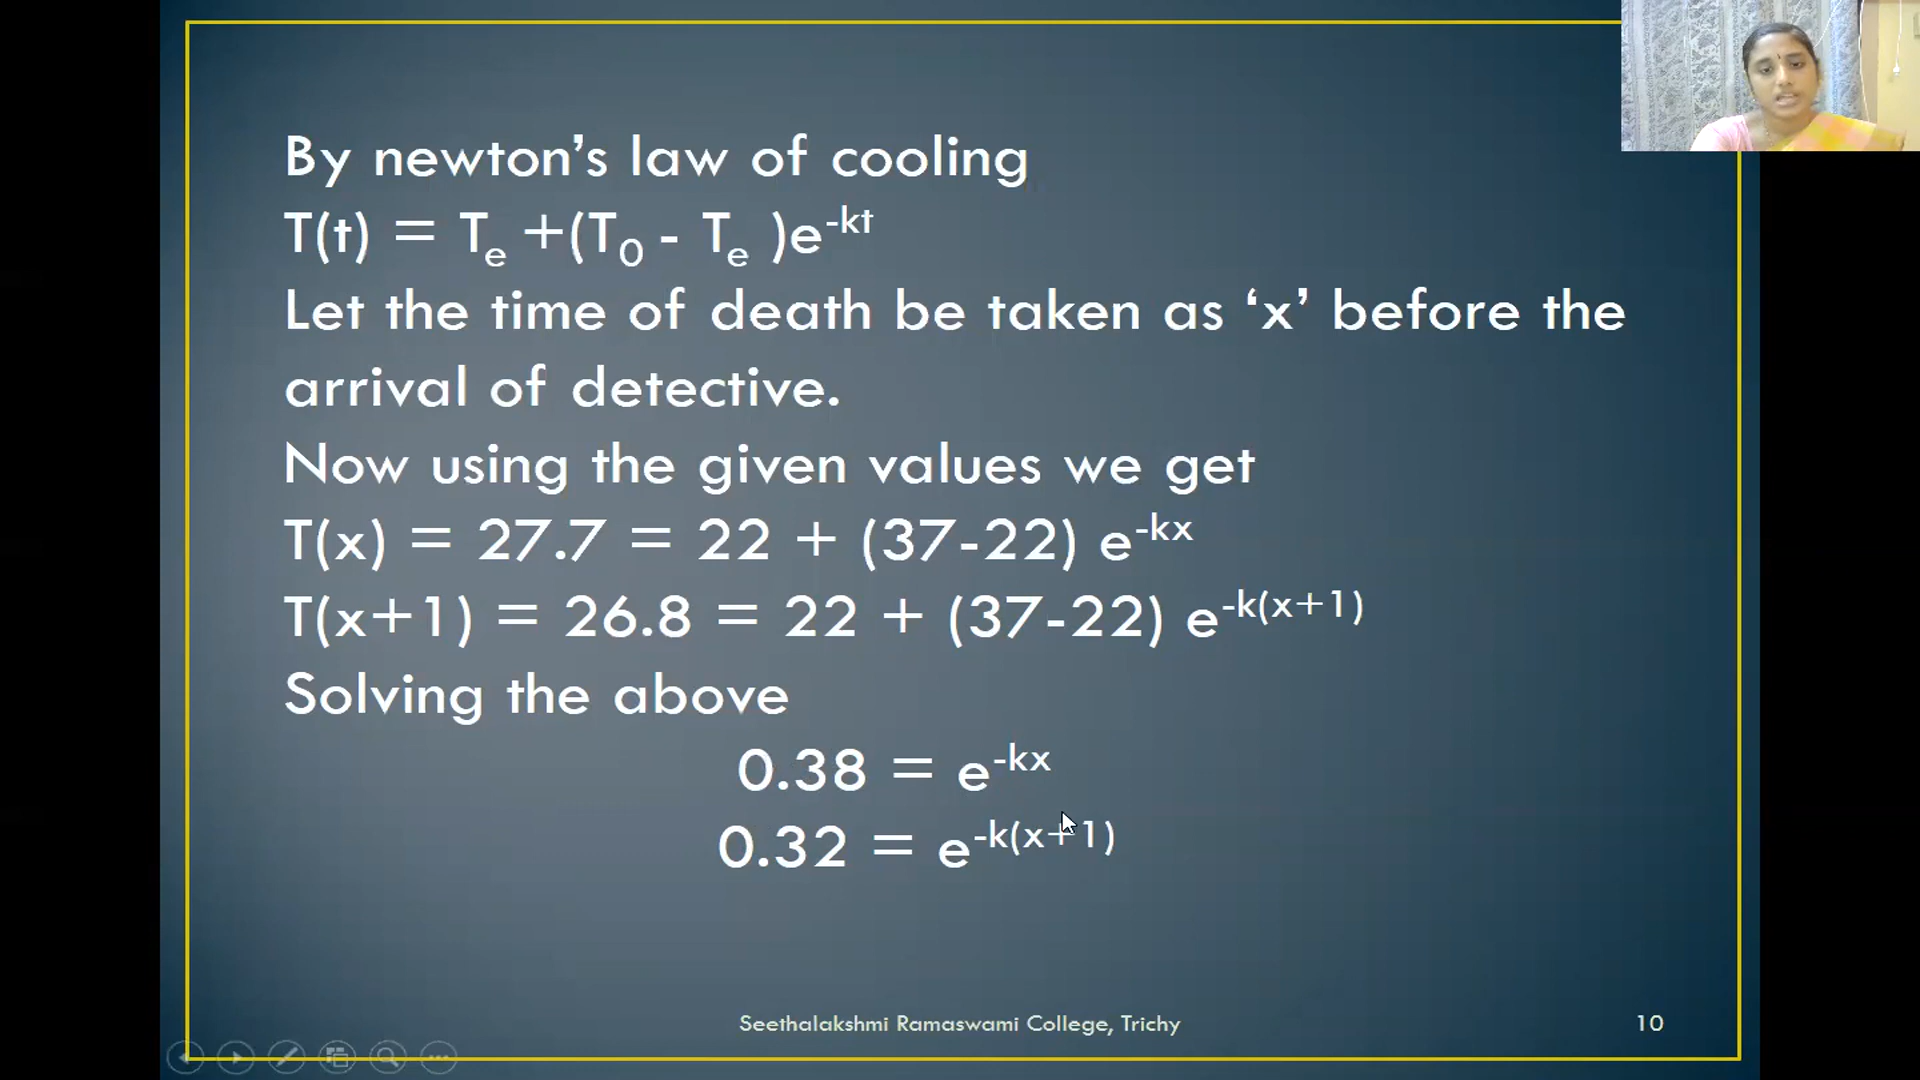 By newton’s law of cooling
T(t) = Tₑ +(T₀ - Tₑ )e^-kt
Let the time of death be taken as ‘x’ before the
arrival of detective.
Now using the given values we get
T(x) = 27.7 = 22 + (37-22) e^-kx
T(x+1) = 26.8 = 22 + (37-22) e^-k(x+1)
Solving the above
0.38 = e^-kx
0.32 = e^-k(x+1)
Seethalakshmi Ramaswami College, Trichy
10